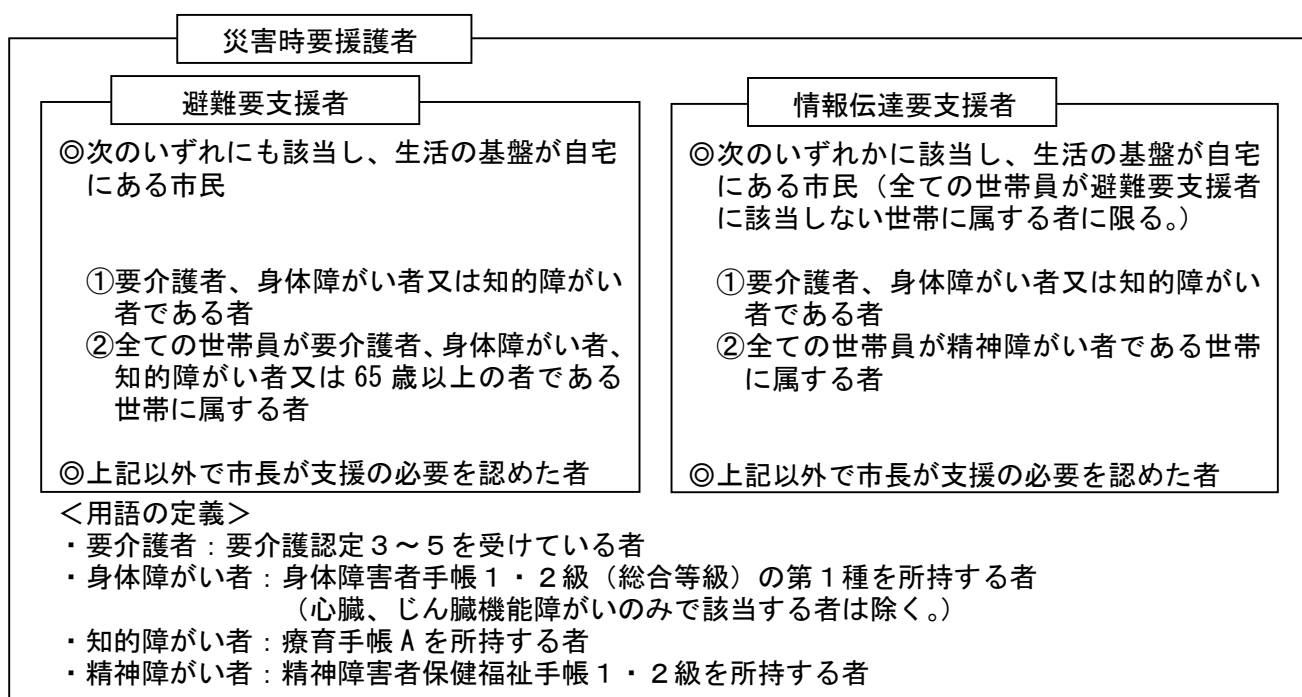 災害時要援護者
避難要支援者
◎次のいずれにも該当し、生活の基盤が自宅
にある市民
①要介護者、身体障がい者又は知的障がい
者である者
②全ての世帯員が要介護者、身体障がい者、
知的障がい者又は65歳以上の者である
世帯に属する者
◎上記以外で市長が支援の必要を認めた者
情報伝達要支援者
◎次のいずれかに該当し、生活の基盤が自宅
にある市民（全ての世帯員が避難要支援者
に該当しない世帯に属する者に限る。）
①要介護者、身体障がい者又は知的障がい
者である者
②全ての世帯員が精神障がい者である世帯
に属する者
◎上記以外で市長が支援の必要を認めた者
＜用語の定義＞
・要介護者：要介護認定３～５を受けている者
・身体障がい者：身体障害者手帳１・２級（総合等級）の第１種を所持する者
（心臓、じん臓機能障がいのみで該当する者は除く。）
・知的障がい者：療育手帳Aを所持する者
・精神障がい者：精神障害者保健福祉手帳１・２級を所持する者